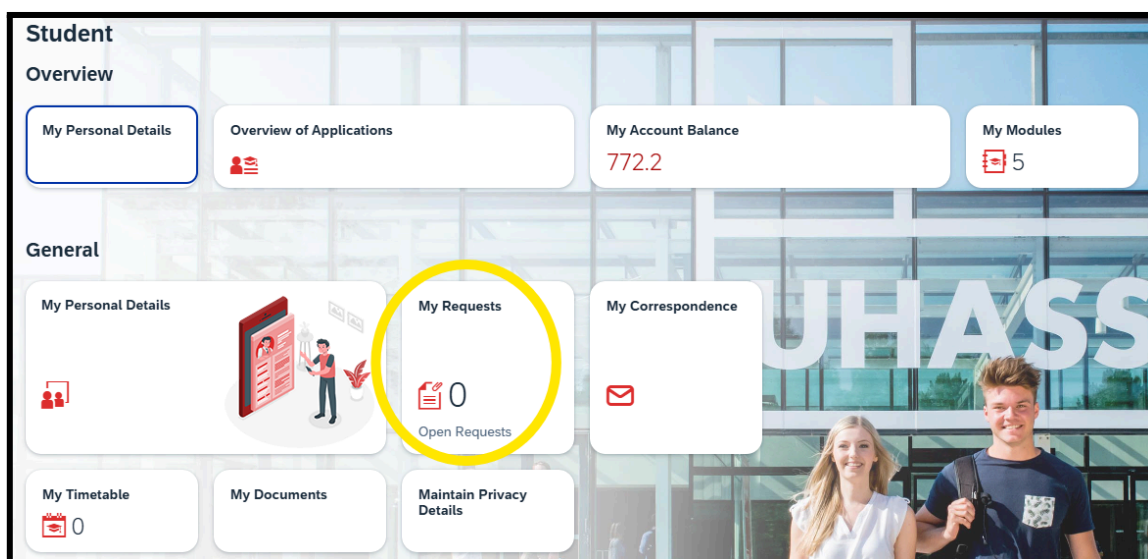 Student
Overview
My Personal Details
Overview of Applications
My Account Balance
772.2
My Modules
5
General
My Personal Details
My Requests
0
Open Requests
My Correspondence
UHASS
My Timetable
0
My Documents
Maintain Privacy
Details